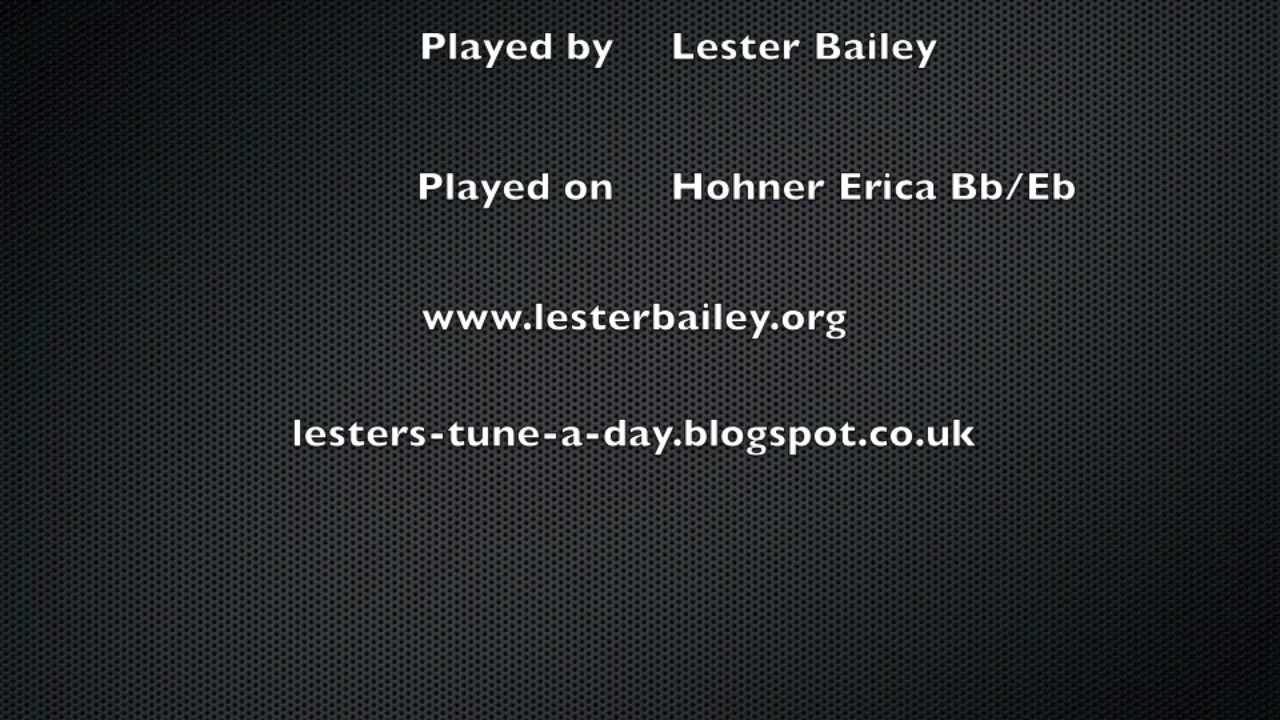 Played by Lester Bailey
Played on Hohner Erica Bb/Eb
www.lesterbailey.org
lesters-tune-a-day.blogspot.co.uk